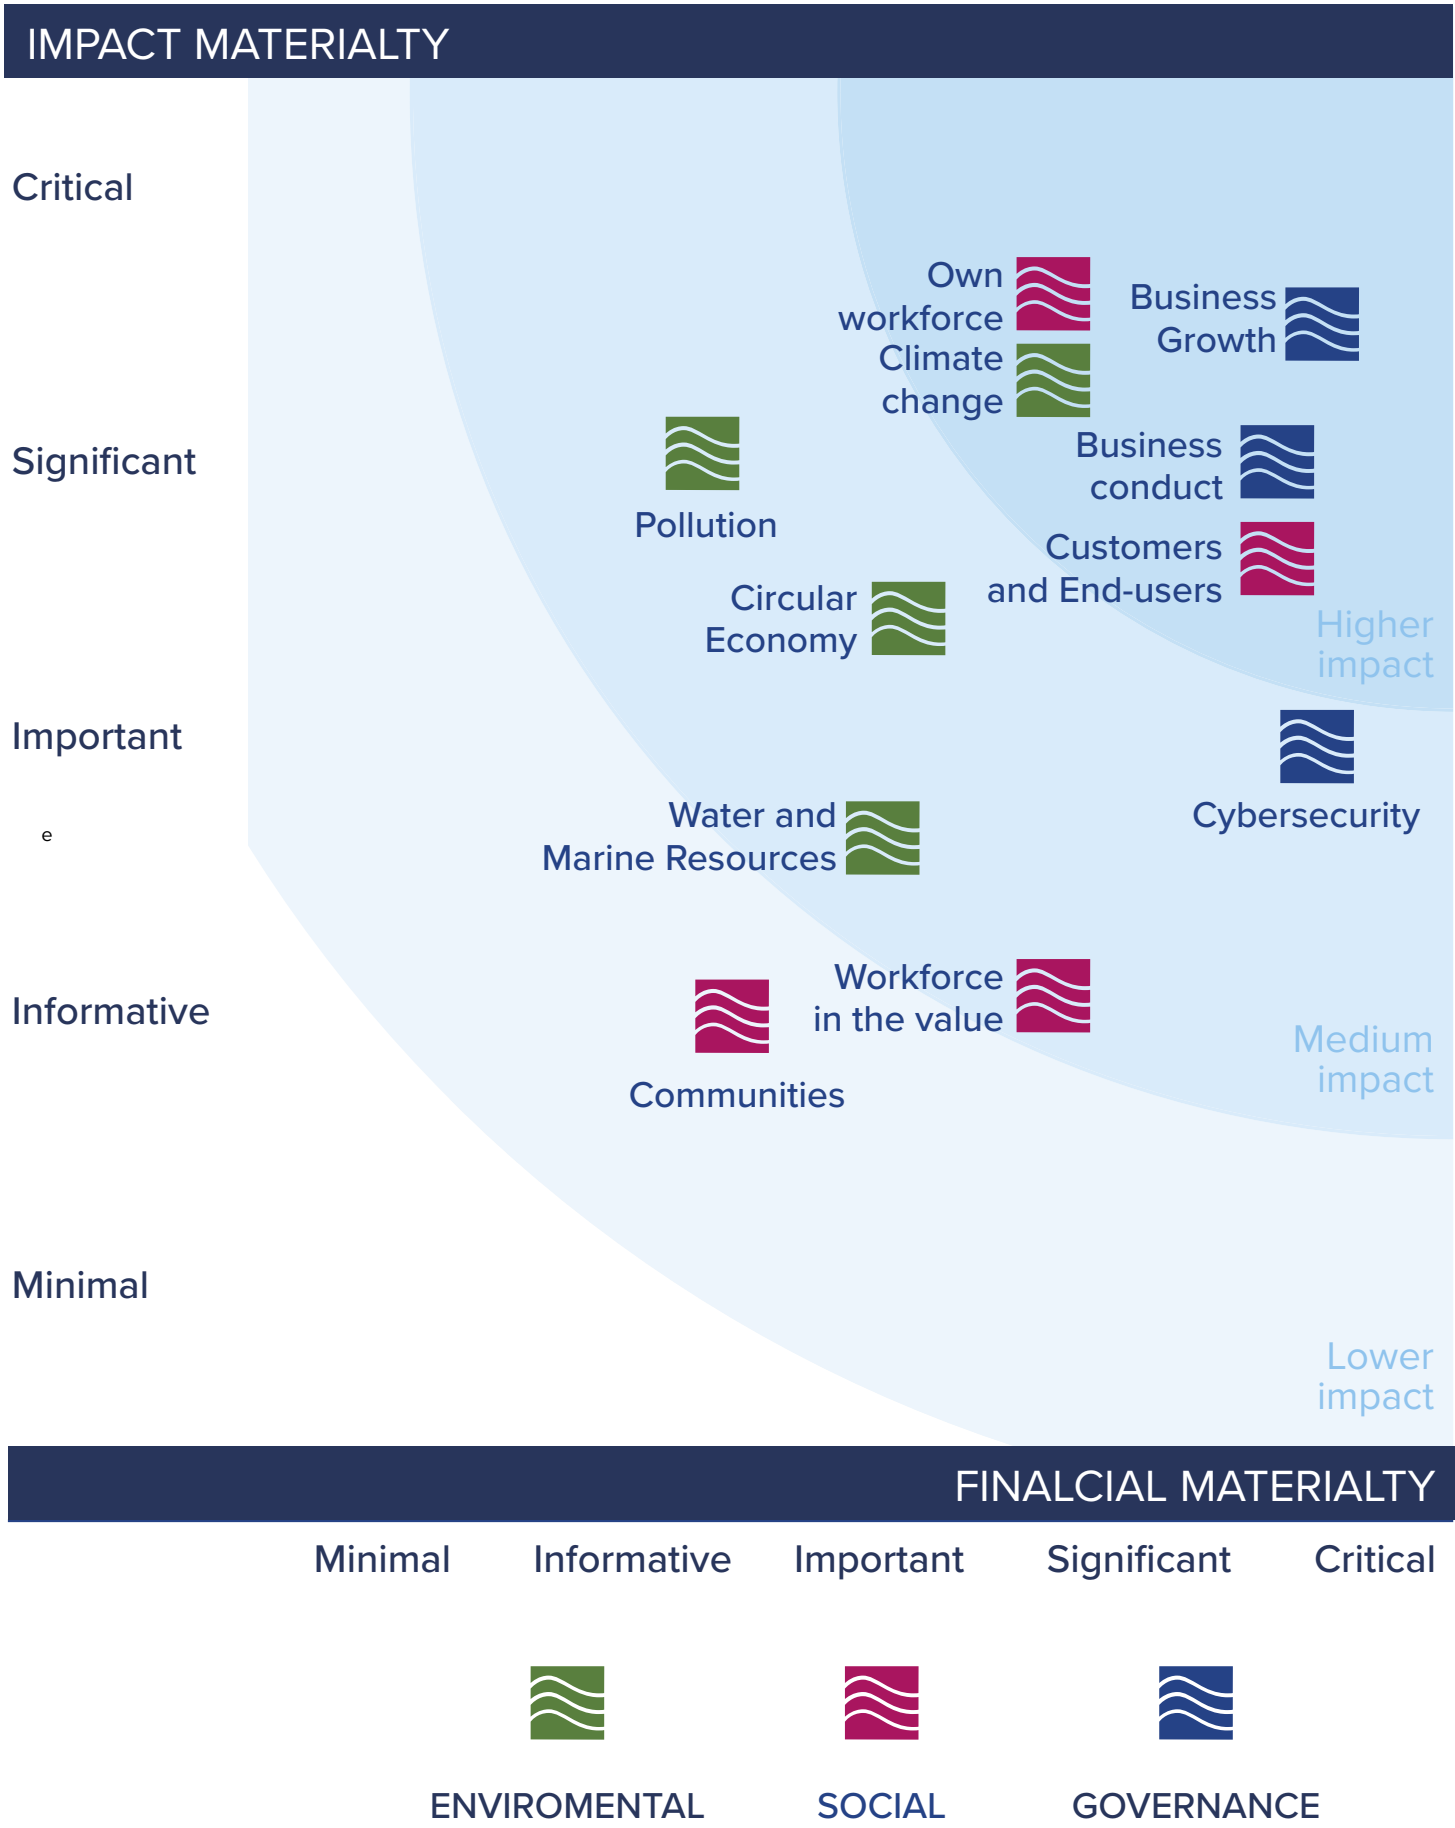 IMPACT MATERIALTY
Critical
Own
workforce
Business
Growth
Climate
change
Significant
Business
conduct
Pollution
Customers
and End-users
Circular
Economy
Higher
impact
Important
Cybersecurity
e
Water and
Marine Resources
Informative
Workforce
in the value
Communities
Medium
impact
Minimal
Lower
impact
FINALCIAL MATERIALTY
Minimal
Informative
Important
Significant
Critical
ENVIROMENTAL
SOCIAL
GOVERNANCE